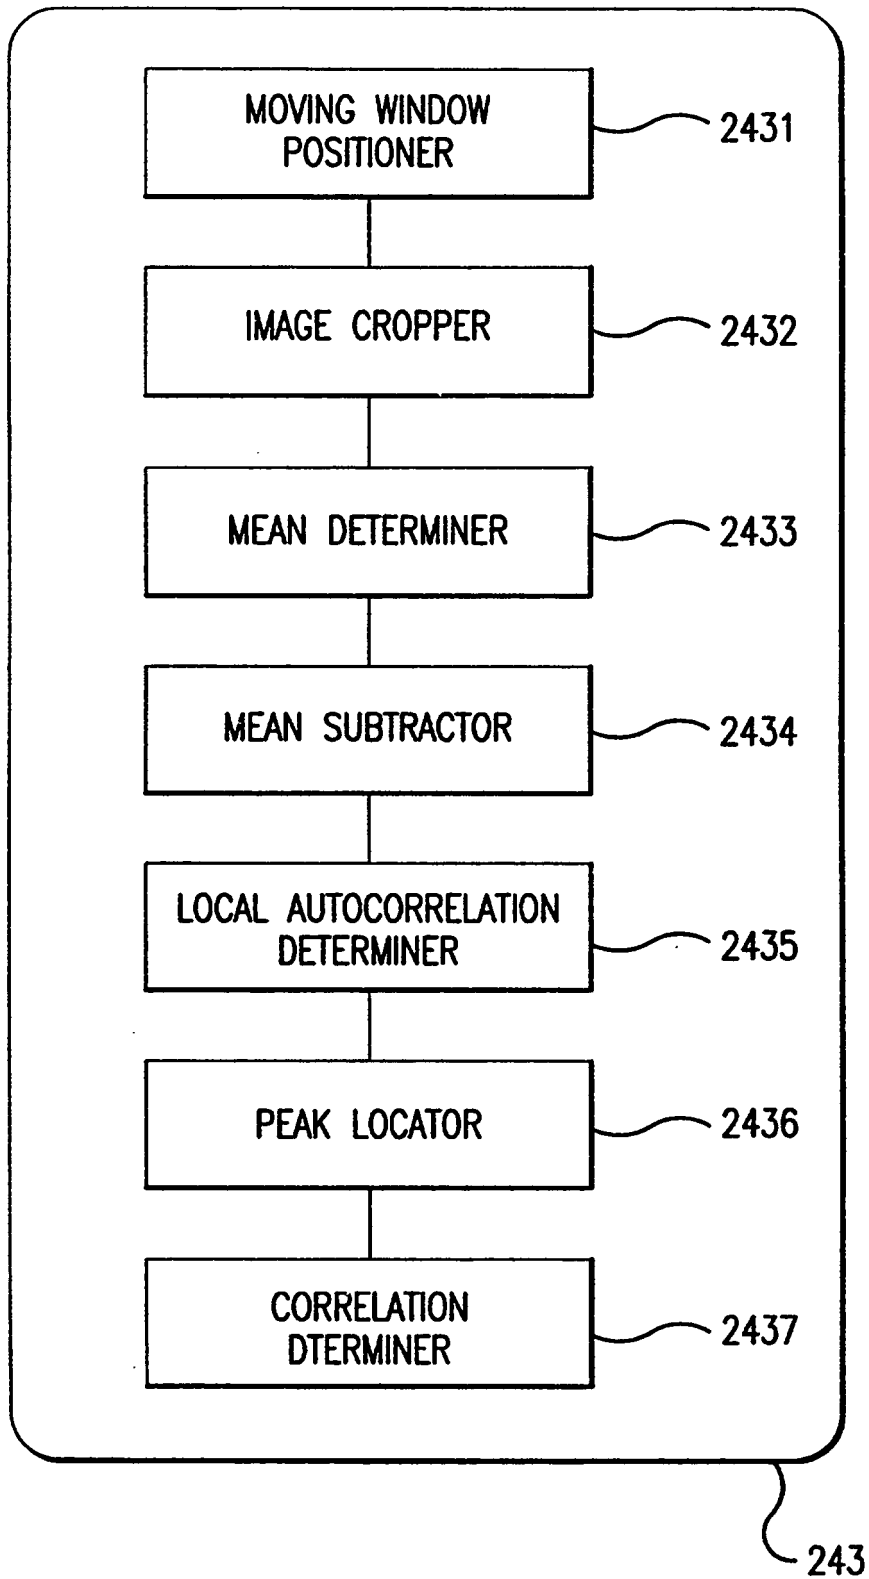 MOVING WINDOW
POSITIONER
2431
IMAGE CROPPER
2432
MEAN DETERMINER
2433
MEAN SUBTRACTOR
2434
LOCAL AUTOCORRELATION
DETERMINER
2435
PEAK LOCATOR
2436
CORRELATION
DTERMINER
2437
243